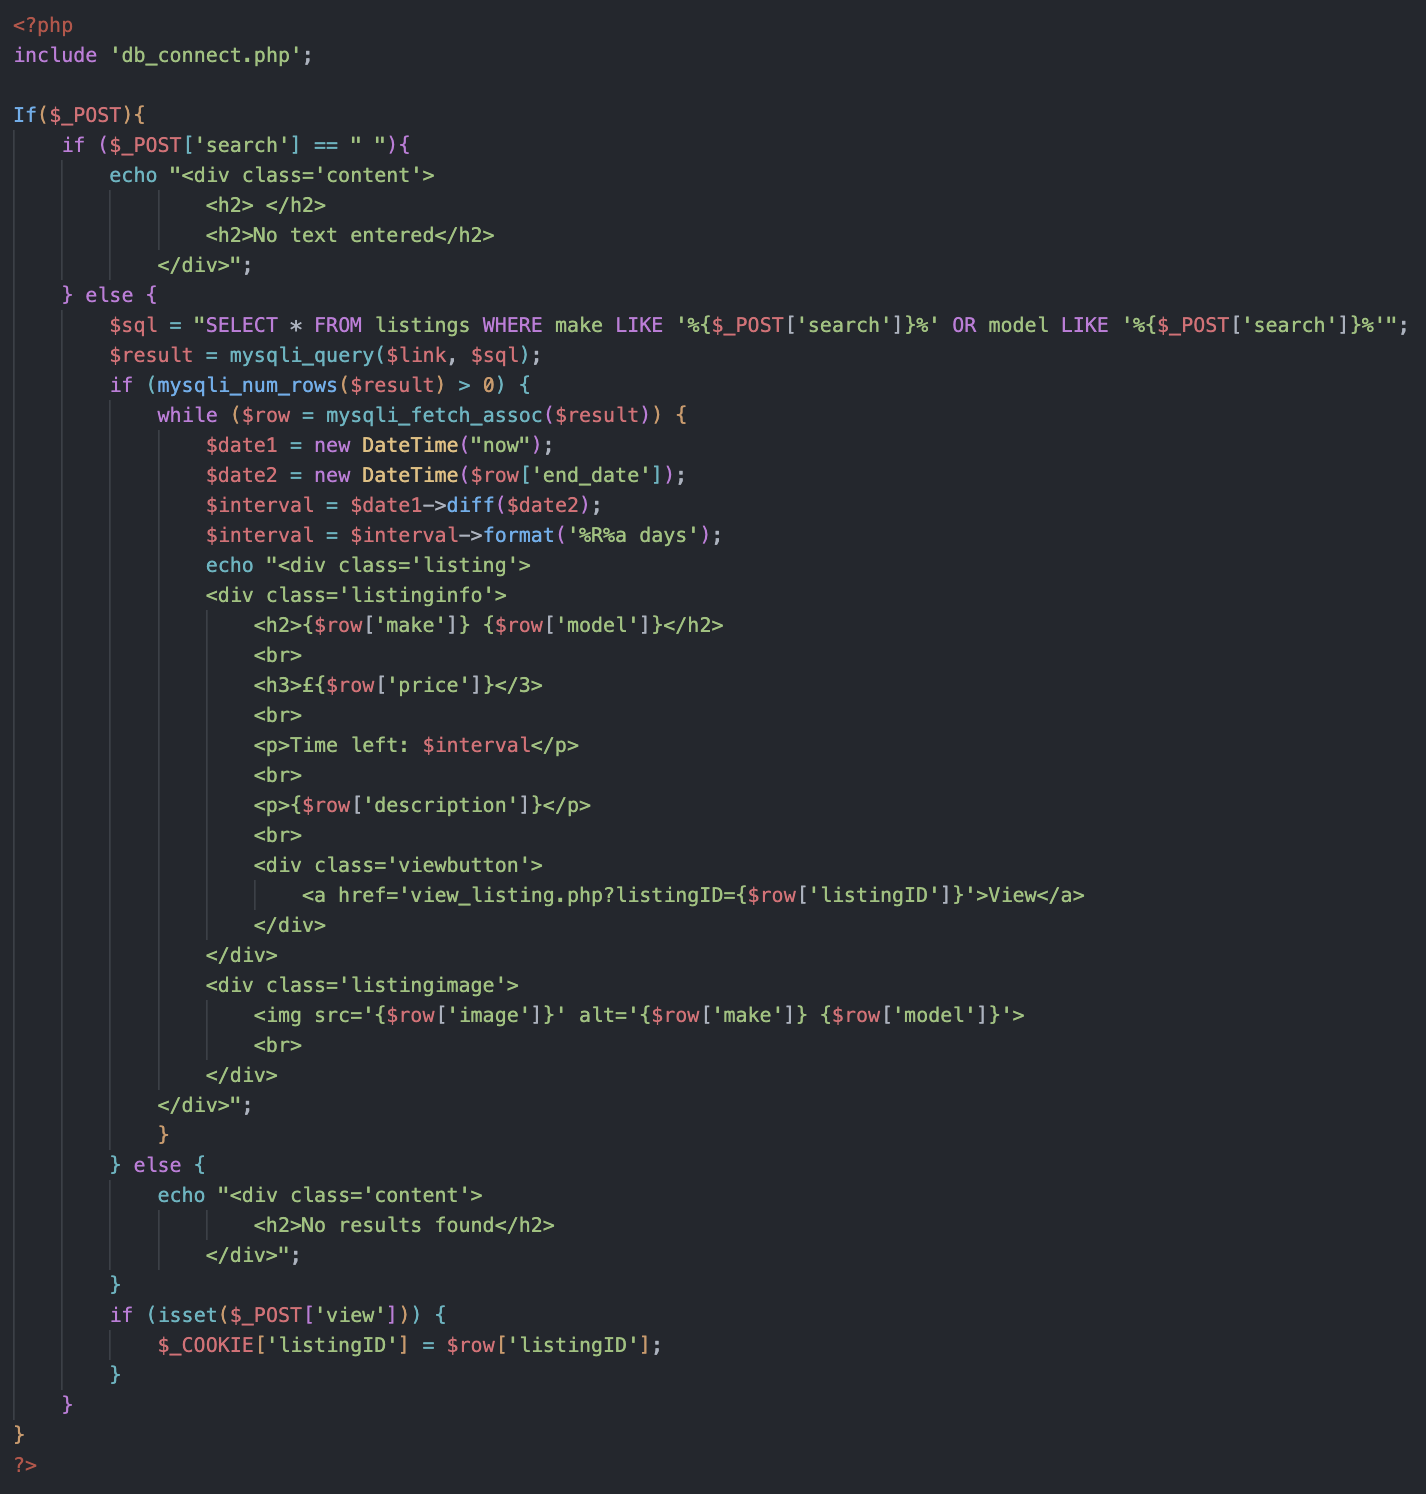 <?php
include 'db_connect.php';

If($_POST){
    if ($_POST['search'] == " "){
        echo "<div class='content'>
                <h2> </h2>
                <h2>No text entered</h2>
            </div>";
    } else {
        $sql = "SELECT * FROM listings WHERE make LIKE '%{$_POST['search']}%' OR model LIKE '%{$_POST['search']}%'";
        $result = mysqli_query($link, $sql);
        if (mysqli_num_rows($result) > 0) {
            while ($row = mysqli_fetch_assoc($result)) {
                $date1 = new DateTime("now");
                $date2 = new DateTime($row['end_date']);
                $interval = $date1->diff($date2);
                $interval = $interval->format('%R%a days');
                echo "<div class='listing'>
                <div class='listinginfo'>
                    <h2>{$row['make']} {$row['model']}</h2>
                    <br>
                    <h3>£{$row['price']}</3>
                    <br>
                    <p>Time left: $interval</p>
                    <br>
                    <p>{$row['description']}</p>
                    <br>
                    <div class='viewbutton'>
                        <a href='view_listing.php?listingID={$row['listingID']}'>View</a>
                    </div>
                </div>
                <div class='listingimage'>
                    <img src='{$row['image']}' alt='{$row['make']} {$row['model']}'>
                    <br>
                </div>
            </div>";
            }
        } else {
            echo "<div class='content'>
                    <h2>No results found</h2>
                </div>";
        }
        if (isset($_POST['view'])) {
            $_COOKIE['listingID'] = $row['listingID'];
        }
    }
}
?>